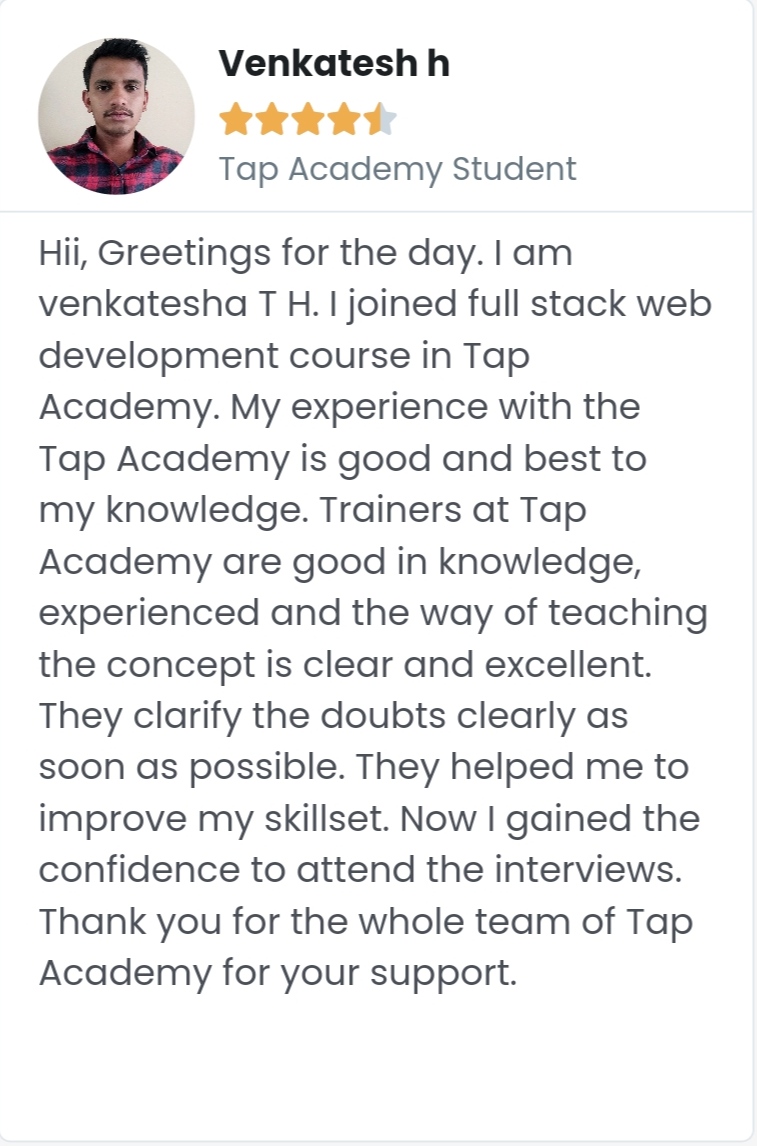 Venkatesh h
Tap Academy Student
Hii, Greetings for the day. I am
venkatesha T H. I joined full stack web
development course in Tap
Academy. My experience with the
Tap Academy is good and best to
my knowledge. Trainers at Tap
Academy are good in knowledge,
experienced and the way of teaching
the concept is clear and excellent.
They clarify the doubts clearly as
soon as possible. They helped me to
improve my skillset. Now I gained the
confidence to attend the interviews.
Thank you for the whole team of Tap
Academy for your support.